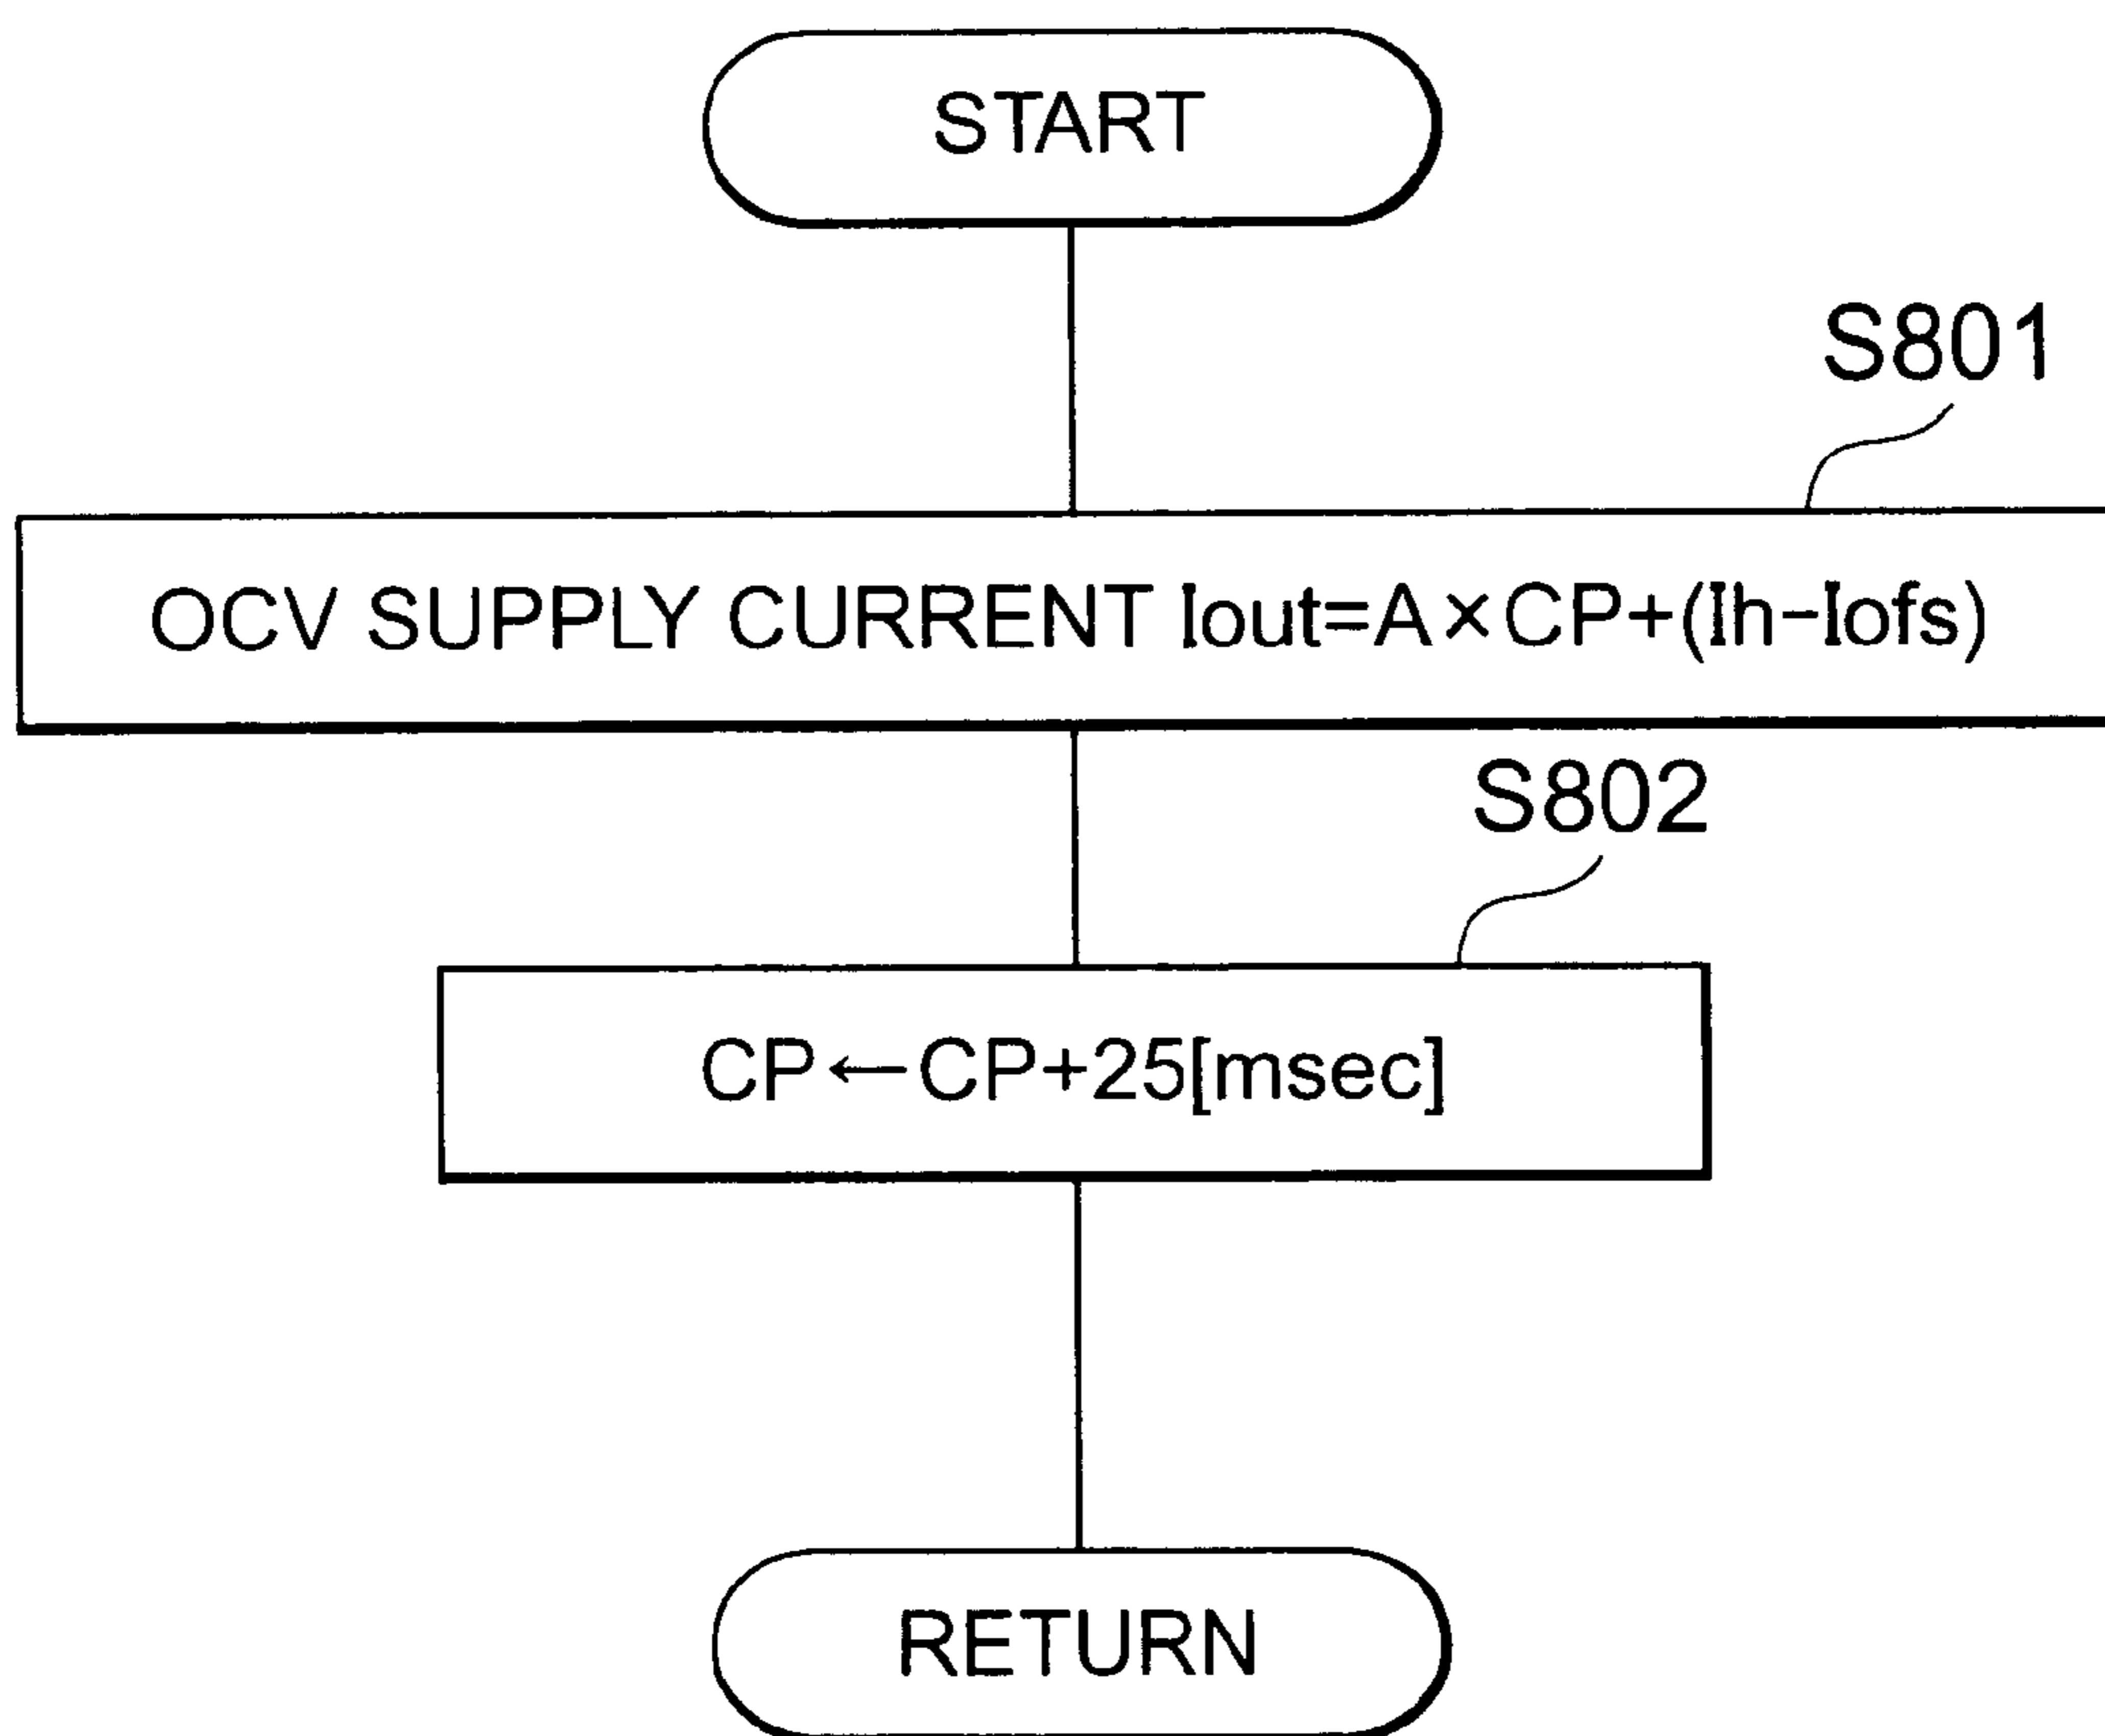 START
S801
OCV SUPPLY CURRENT Iout=A×CP+(Ih-Iofs)
S802
CP←CP+25[msec]
RETURN